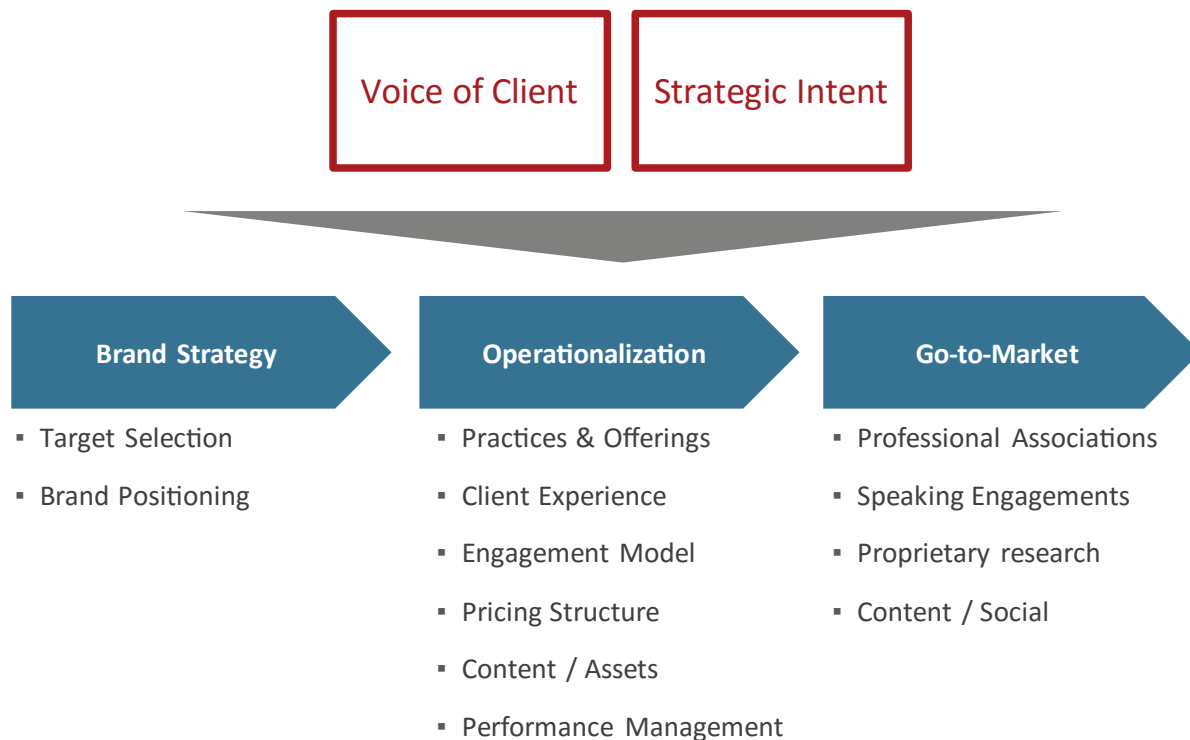 Voice of Client
Strategic Intent
Brand Strategy
▪ Target Selection
▪ Brand Positioning
Operationalization
▪ Practices & Offerings
▪ Client Experience
▪ Engagement Model
▪ Pricing Structure
▪ Content / Assets
▪ Performance Management
Go-to-Market
▪ Professional Associations
▪ Speaking Engagements
▪ Proprietary research
▪ Content / Social